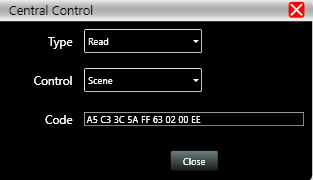 Central Control
Type Read
Control Scene
Code A5 C3 3C 5A FF 63 02 00 EE
Close